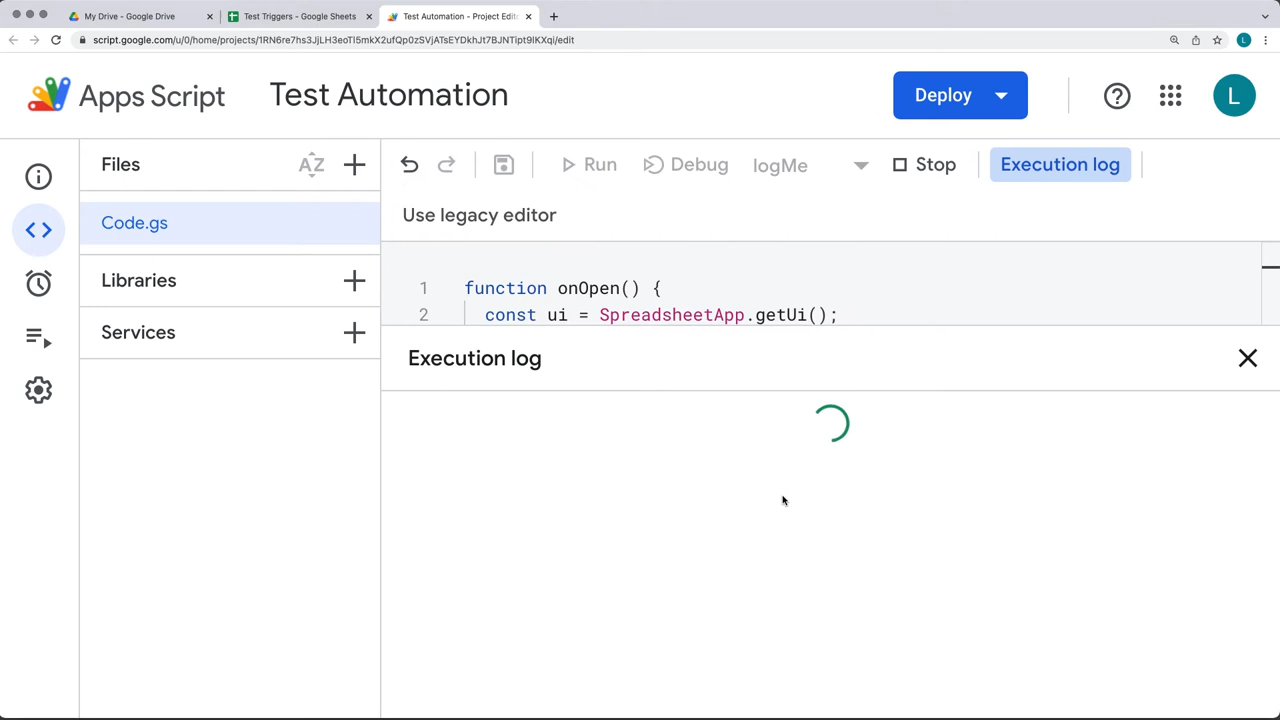 My Drive - Google Drive
Test Triggers - Google Sheets
Test Automation - Project Edit
script.google.com/u/0/home/projects/1RN6re7hs3JjLH3eoTI5mkX2ufQp0zSVjATsEYDkhJt7BJNTipt9lKXqi/edit
L
Apps Script
Test Automation
Deploy
L
Files
AZ
Run
Debug
logMe
Stop
Execution log
Use legacy editor
Code.gs
Libraries
Services
1 function onOpen() {
2 const ui = SpreadsheetApp.getUi();
Execution log